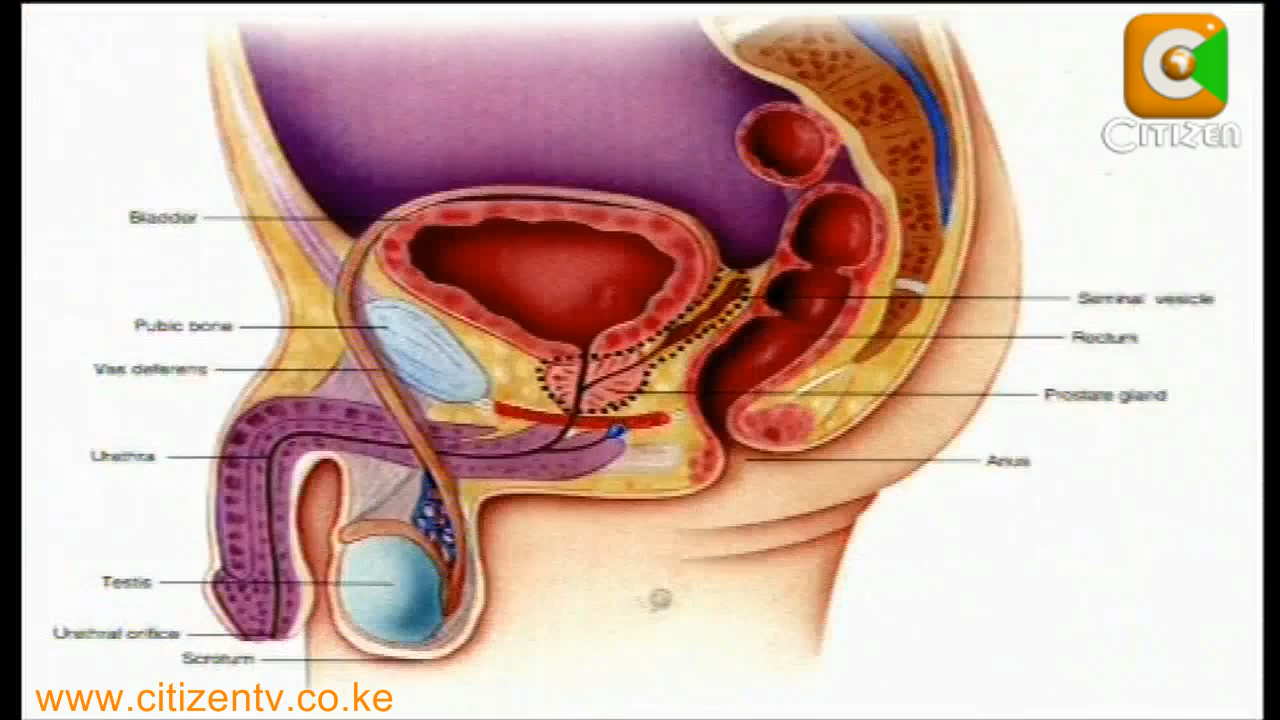 CITIZEN
Bladder
Seminal vesicle
Pubic bone
Rectum
Vas deferens
Prostate gland
Urethra
Anus
Testis
Urethral orifice
Scrotum
www.citizentv.co.ke